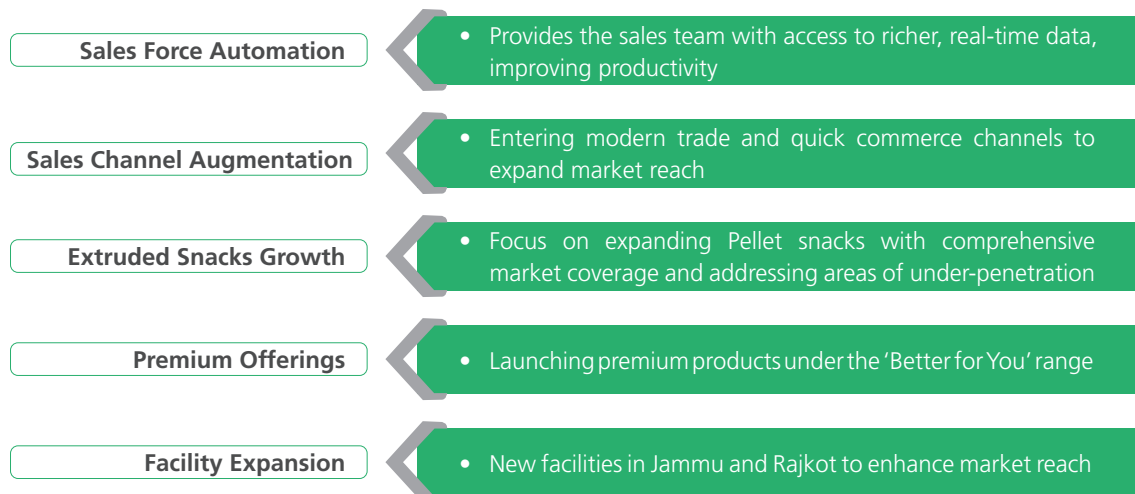 Sales Force Automation
• Provides the sales team with access to richer, real-time data,
improving productivity
Sales Channel Augmentation
• Entering modern trade and quick commerce channels to
expand market reach
Extruded Snacks Growth
• Focus on expanding Pellet snacks with comprehensive
market coverage and addressing areas of under-penetration
Premium Offerings
• Launching premium products under the ‘Better for You’ range
Facility Expansion
• New facilities in Jammu and Rajkot to enhance market reach